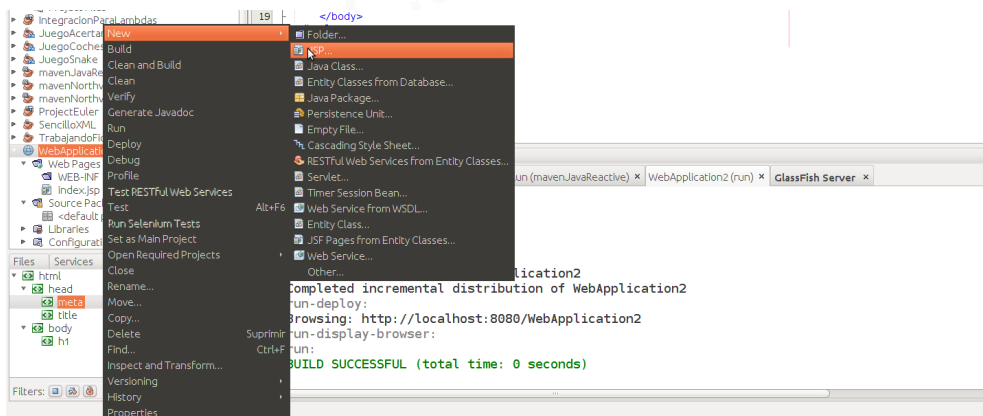 IntegracionParaLambdas
JuegoAcerta
JuegoCoches
JuegoSnake
mavenJavaRe
mavenNorthv
mavenNorthv
ProjectEuler
SencilloXML
TrabajandoFic
WebApplicatio
Web Pages
WEB-INF
index.jsp
Source Pac
<default p
Libraries
Configurati
Files Services
html
head
meta
title
body
h1
Filters:
New
Build
Clean and Build
Clean
Verify
Generate Javadoc
Run
Deploy
Debug
Profile
Test RESTful Web Services
Test Alt+F6
Run Selenium Tests
Set as Main Project
Open Required Projects
Close
Rename...
Move...
Copy...
Delete Suprimir
Find... Ctrl+F
Inspect and Transform...
Versioning
History
Properties
Folder...
JSP...
Java Class...
Entity Classes from Database...
Java Package...
Persistence Unit...
Empty File...
Cascading Style Sheet...
RESTful Web Services from Entity Classes...
Servlet...
Timer Session Bean...
Web Service from WSDL...
Entity Class...
JSF Pages from Entity Classes...
Web Service...
Other...
19 </body>
un (mavenJavaReactive) × WebApplication2 (run) × GlassFish Server ×
lication2
Completed incremental distribution of WebApplication2
run-deploy:
Browsing: http://localhost:8080/WebApplication2
run-display-browser:
run:
BUILD SUCCESSFUL (total time: 0 seconds)